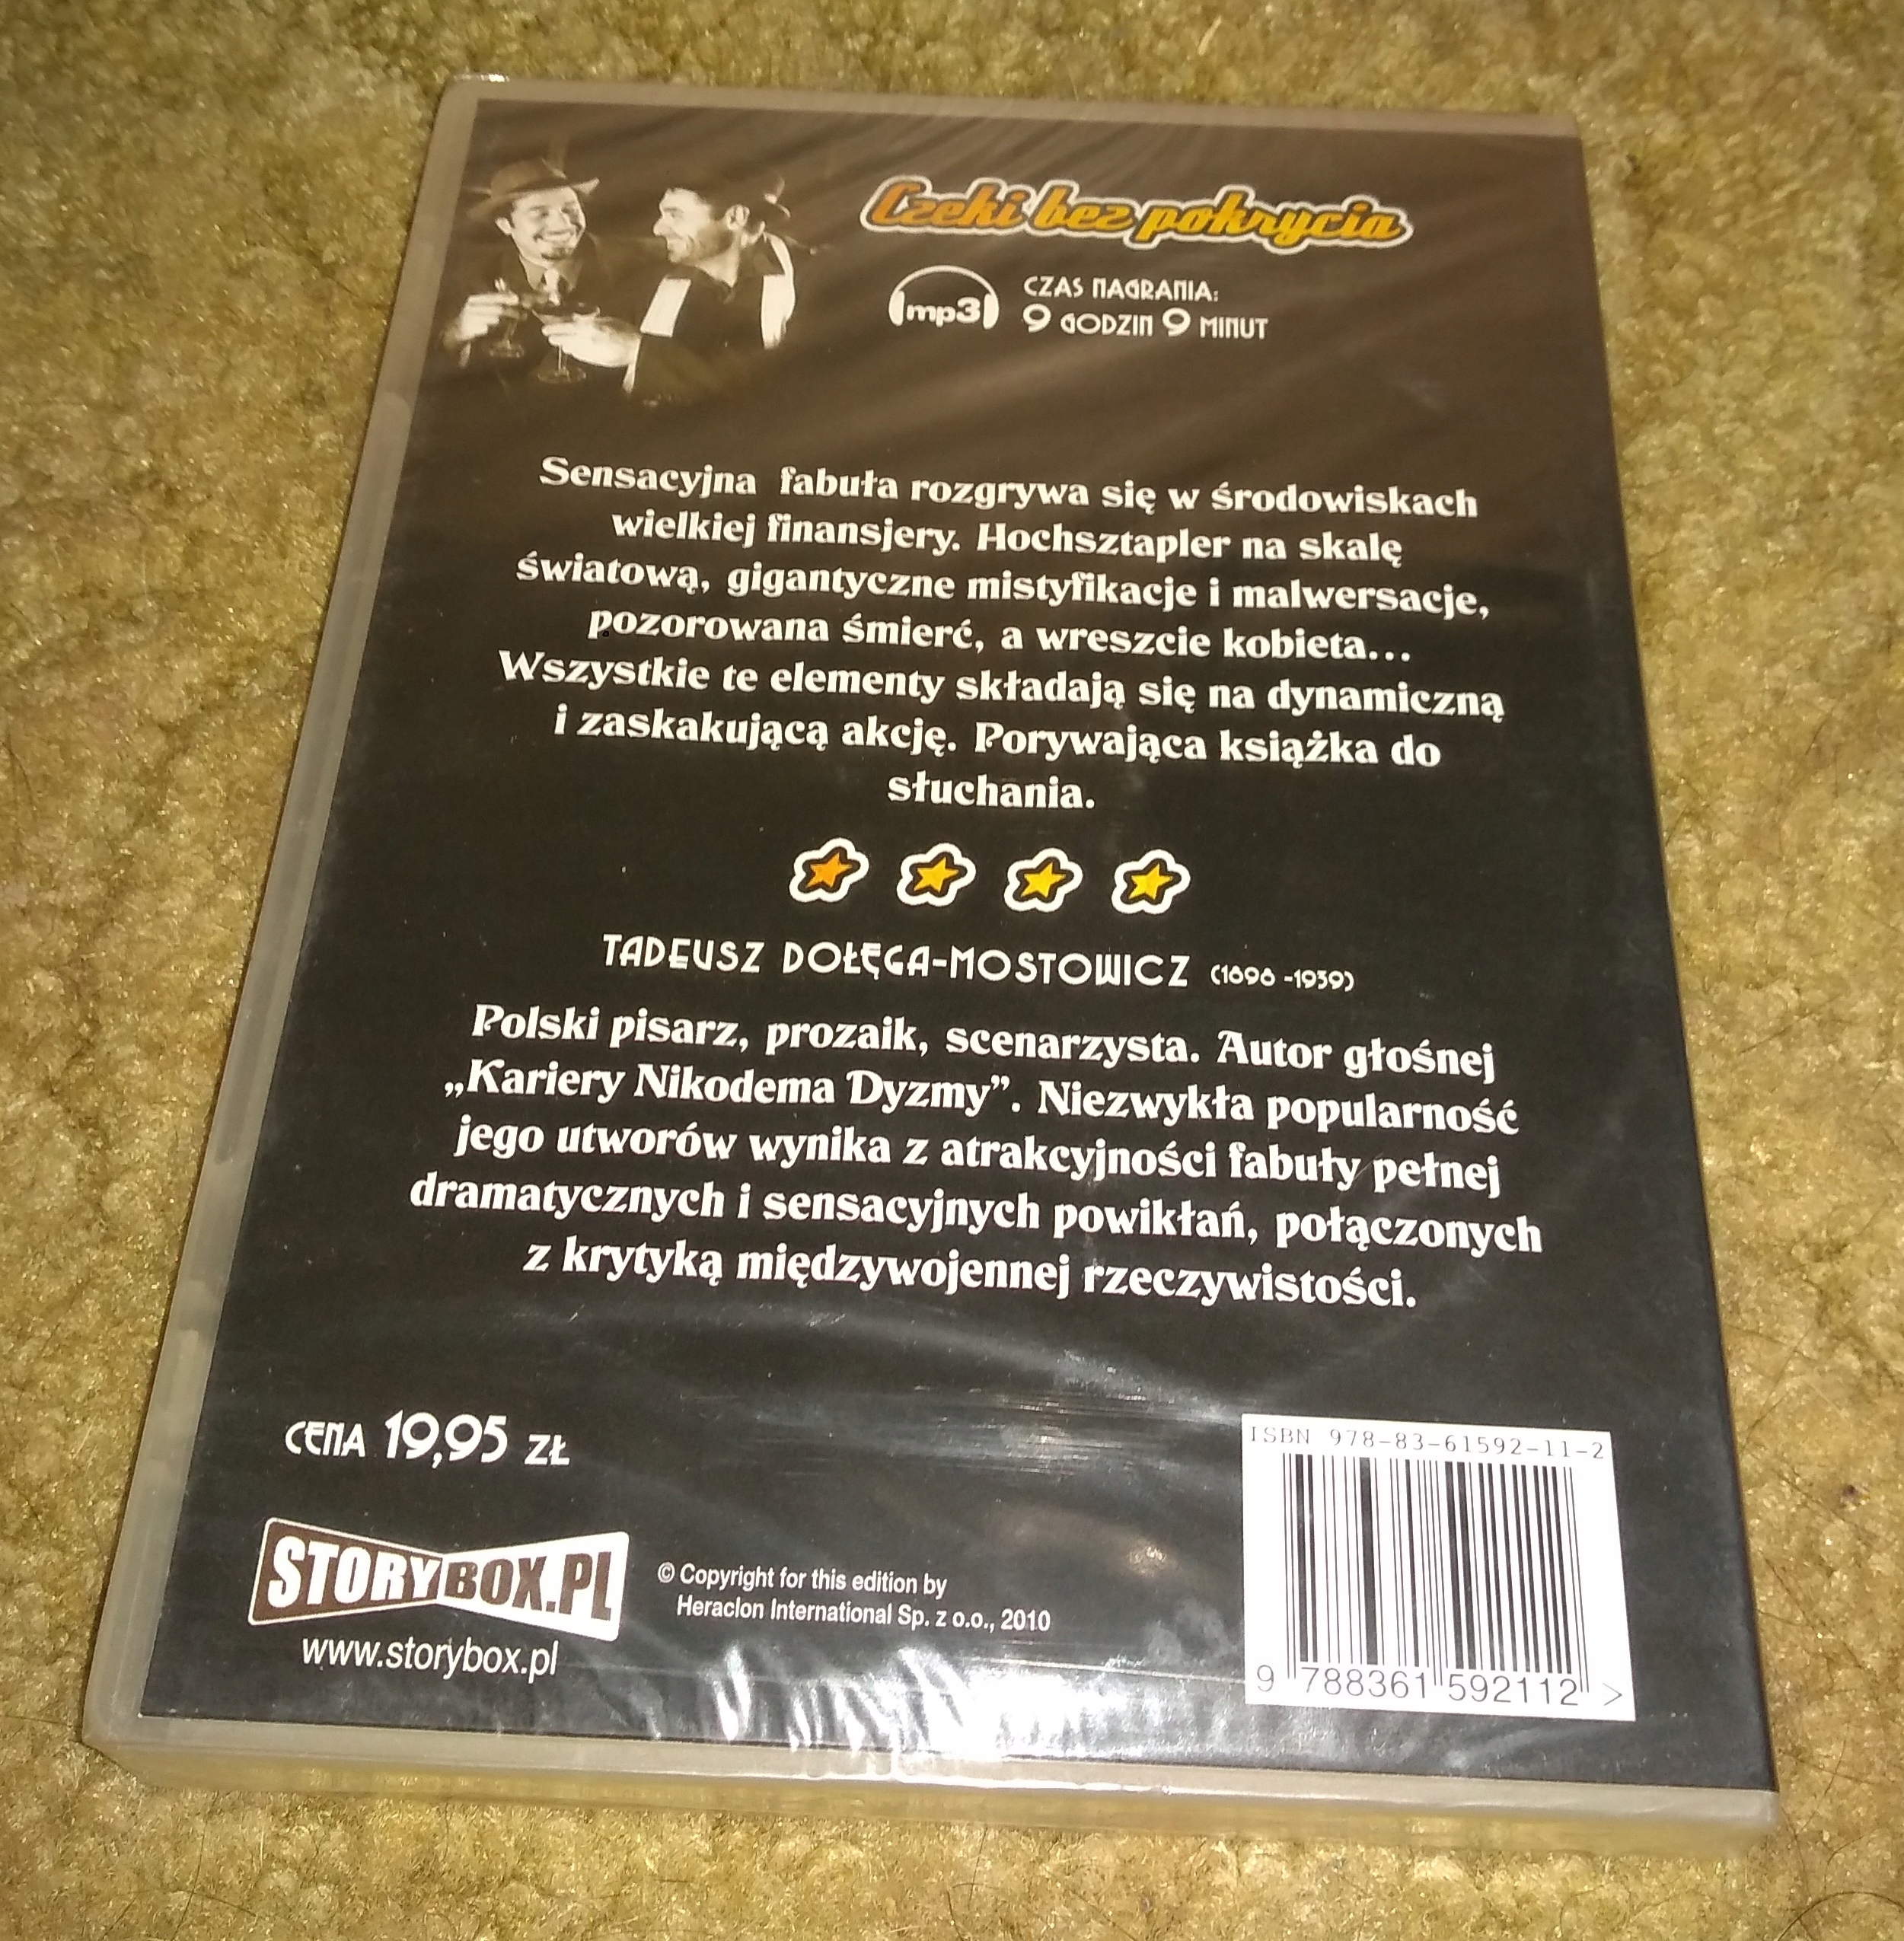 Czeki bez pokrycia
mp3
CZAS NAGRANIA:
9 GODZIN 9 MINUT
Sensacyjna fabuła rozgrywa się w środowiskach
wielkiej finansjery. Hochsztapler na skalę
światową, gigantyczne mistyfikacje i malwersacje,
pozorowana śmierć, a wreszcie kobieta...
Wszystkie te elementy składają się na dynamiczną
i zaskakującą akcję. Porywająca książka do
słuchania.
TADEUSZ DOŁĘGA-MOSTOWICZ (1898 -1939)
Polski pisarz, prozaik, scenarzysta. Autor głośnej
„Kariery Nikodema Dyzmy”. Niezwykła popularność
jego utworów wynika z atrakcyjności fabuły pełnej
dramatycznych i sensacyjnych powikłań, połączonych
z krytyką międzywojennej rzeczywistości.
CENA 19,95 ZŁ
STORYBOX.PL
www.storybox.pl
© Copyright for this edition by
Heraclon International Sp. z o.o., 2010
ISBN 978-83-61592-11-2
9 788361 592112 >